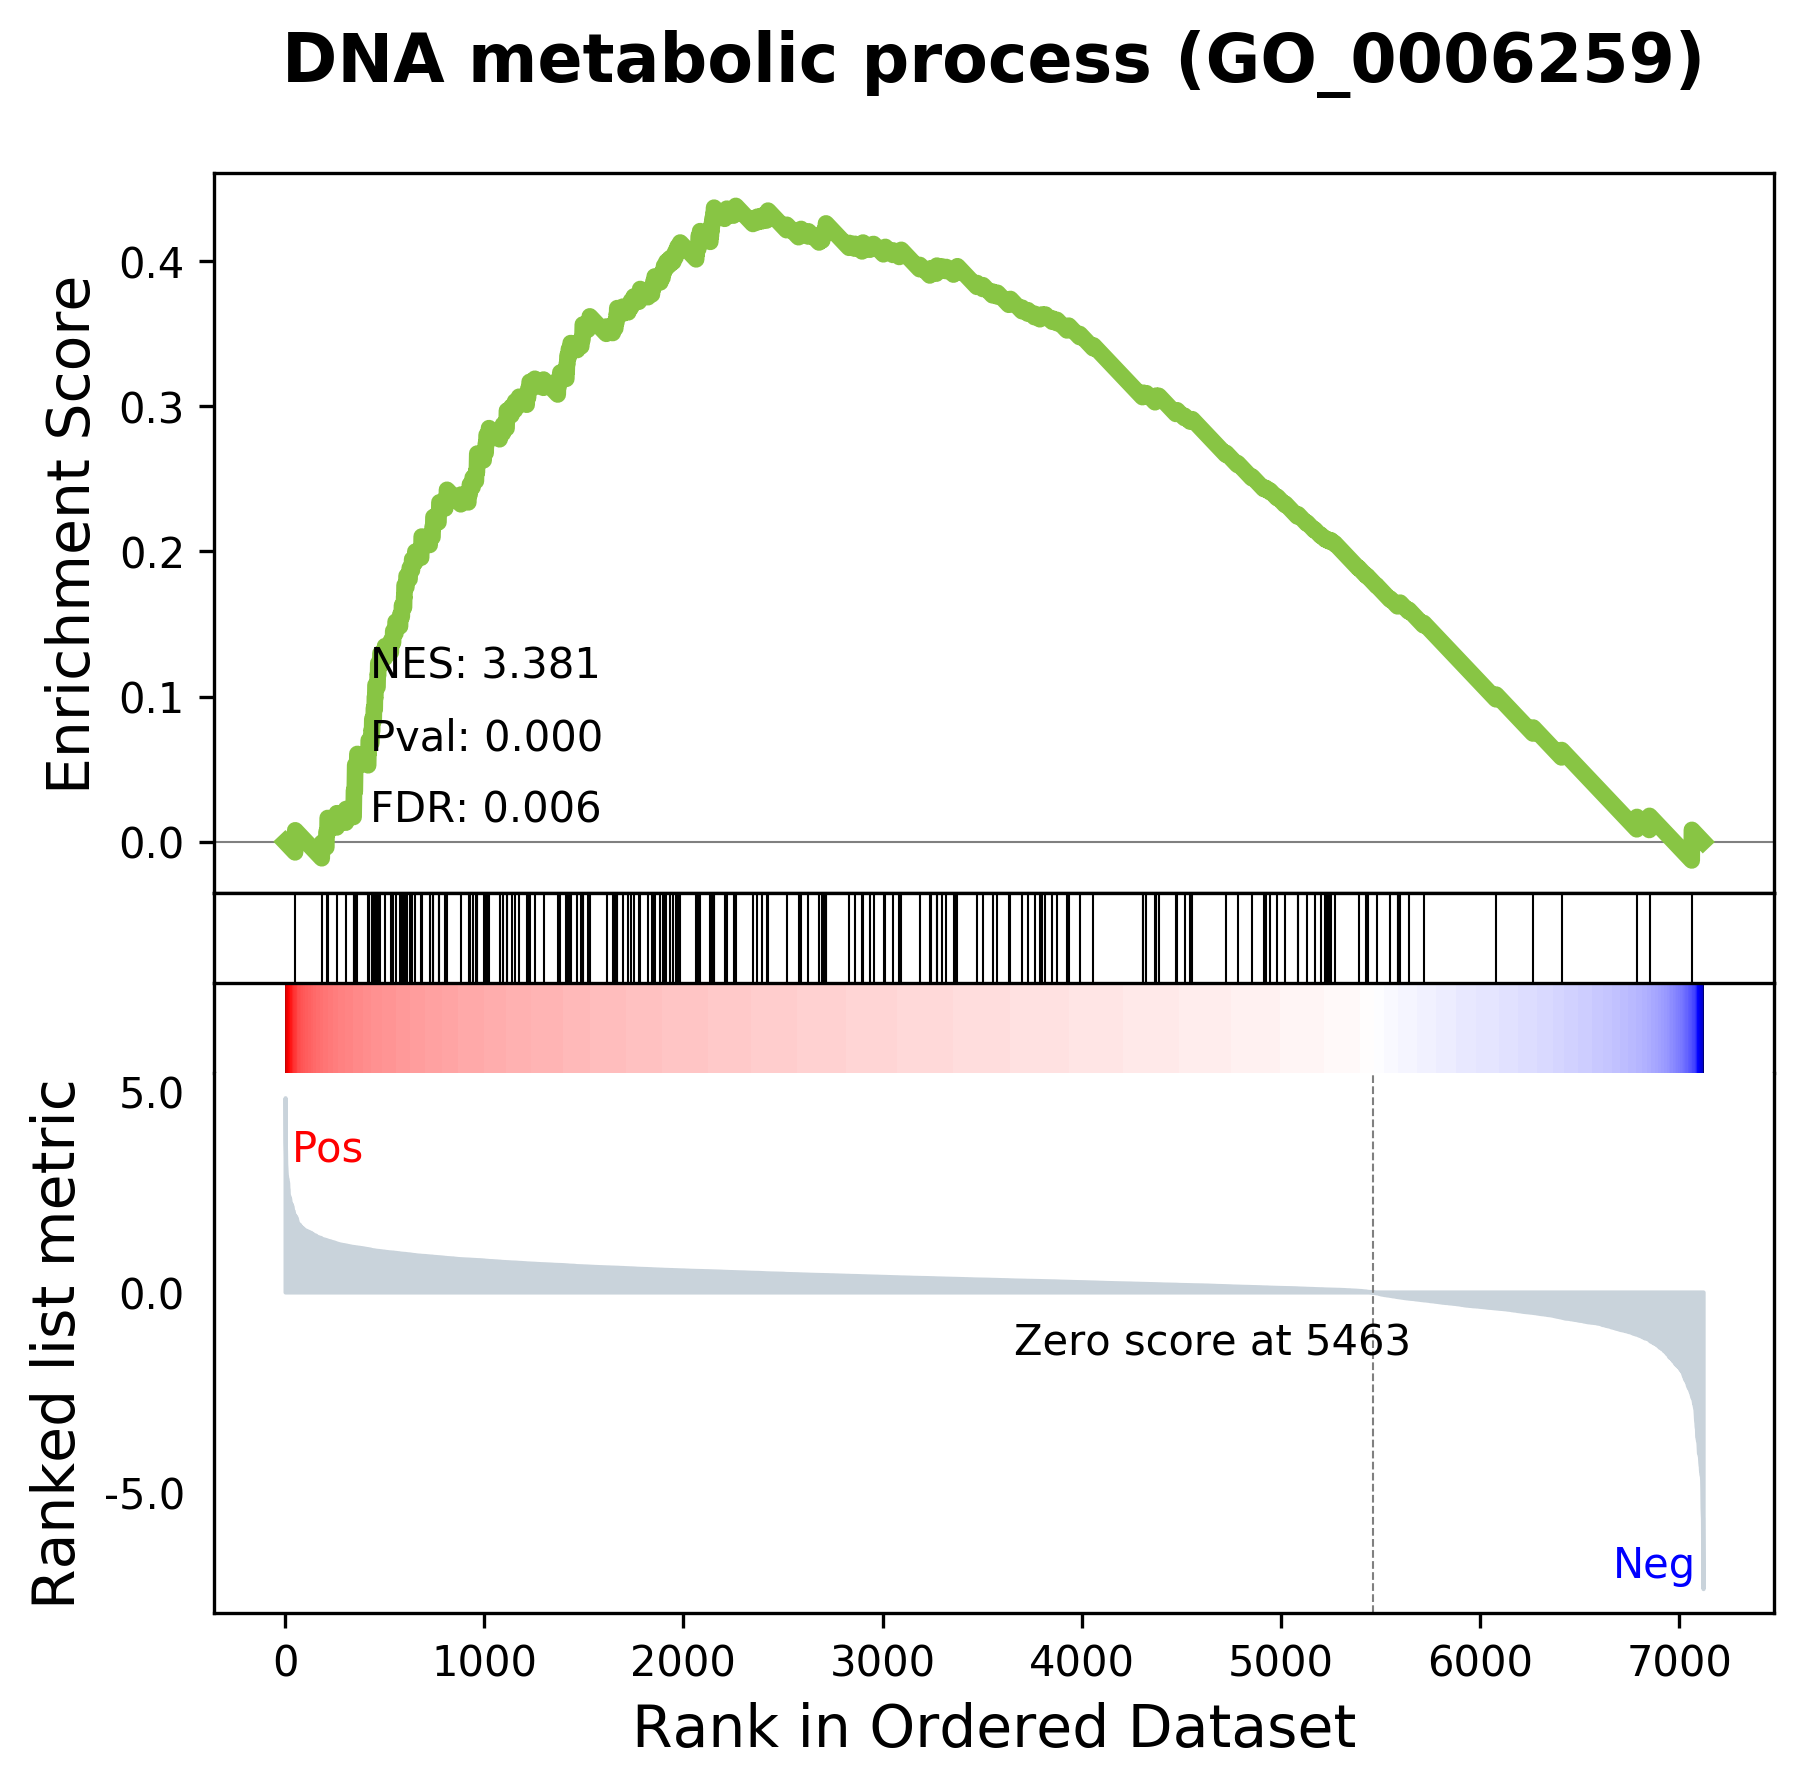 DNA metabolic process (GO_0006259)
Enrichment Score
0.4
0.3
0.2
0.1
0.0
NES: 3.381
Pval: 0.000
FDR: 0.006
Ranked list metric
5.0
0.0
-5.0
Pos
Zero score at 5463
Neg
0 1000 2000 3000 4000 5000 6000 7000
Rank in Ordered Dataset